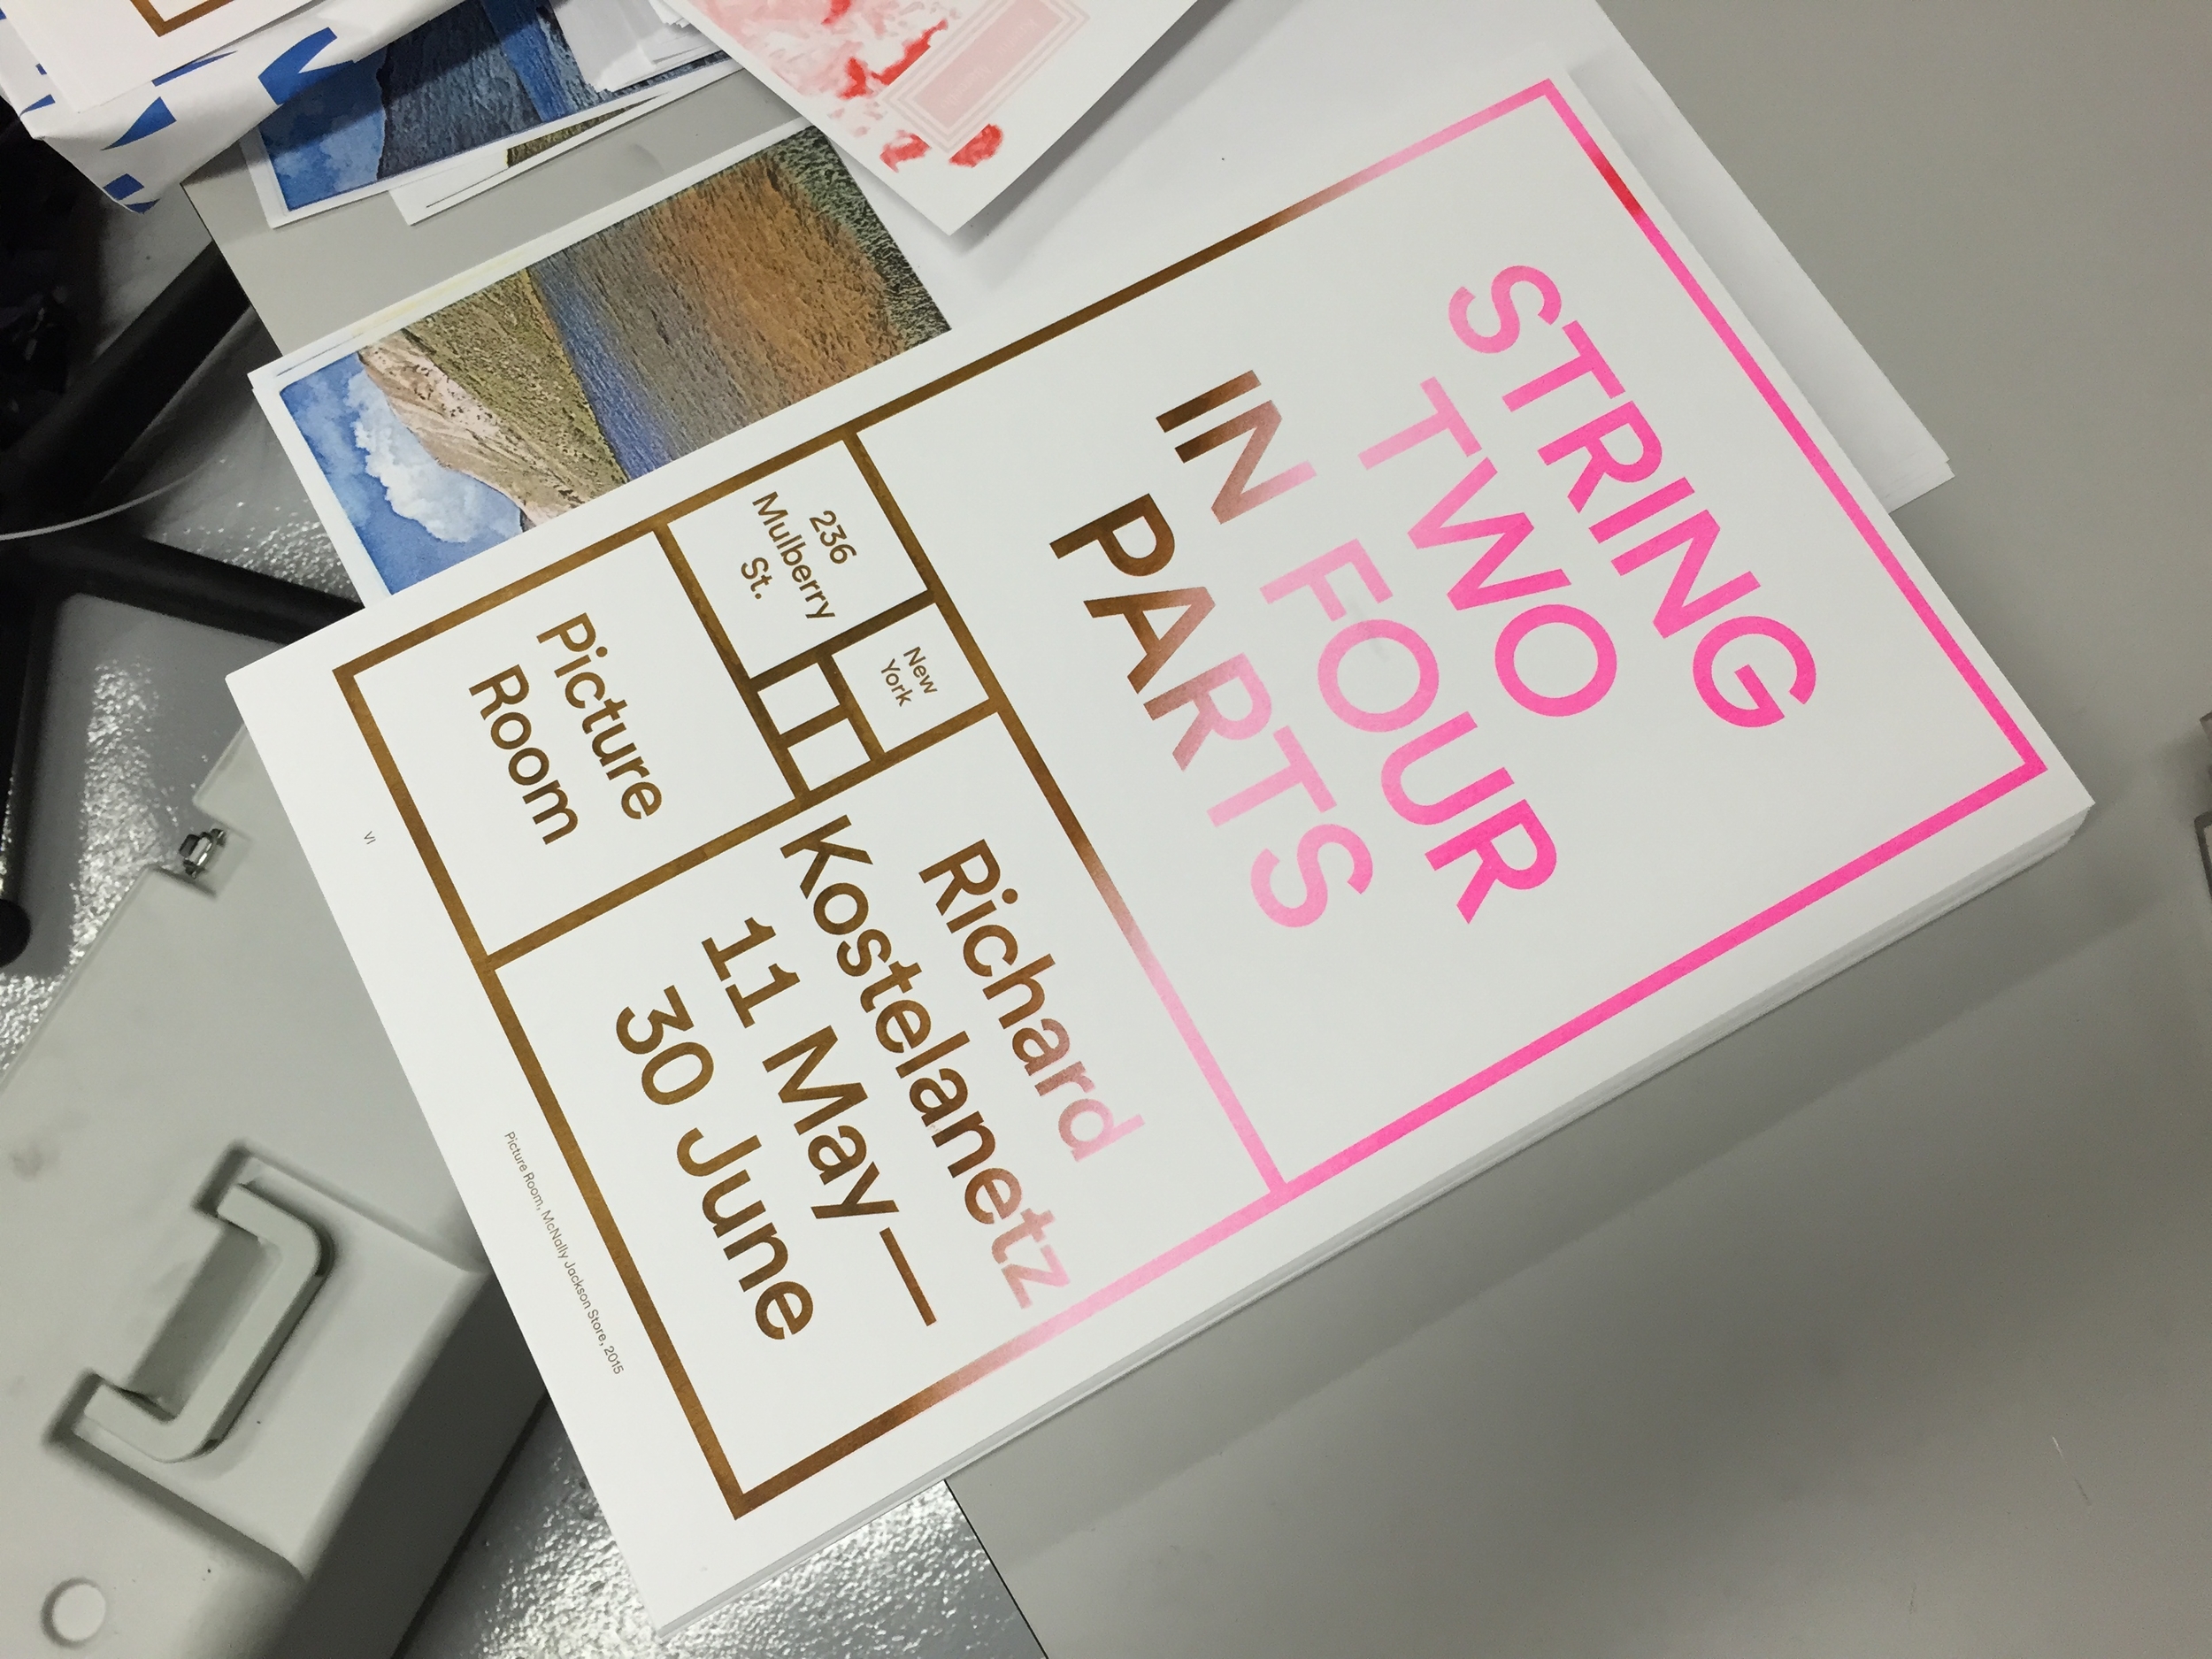 STRING
TWO
IN FOUR
PARTS
236
Mulberry
St.
New
York
Picture
Room
Richard
Kostelanetz
11 May—
30 June
VI
Picture Room, McNally Jackson Store, 2015